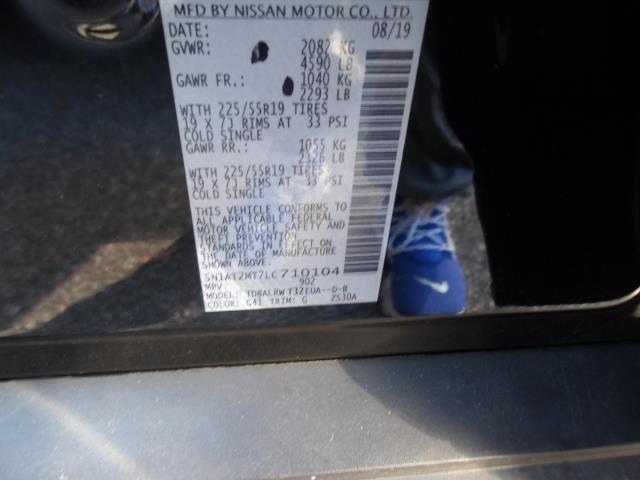 MFD BY NISSAN MOTOR CO., LTD.
DATE: 08/19
GVWR: 2082 KG
4590 LB
GAWR FR.: 1040 KG
2293 LB
WITH 225/55R19 TIRES
19 X 7J RIMS AT 33 PSI
COLD SINGLE
GAWR RR.: 1055 KG
2326 LB
WITH 225/55R19 TIRES
19 X 7J RIMS AT 33 PSI
COLD SINGLE
THIS VEHICLE CONFORMS TO
ALL APPLICABLE FEDERAL
MOTOR VEHICLE SAFETY AND
THEFT PREVENTION
STANDARDS IN EFFECT ON
THE DATE OF MANUFACTURE
SHOWN ABOVE.
5N1AT2MT7LC710104
MPV 902
MODEL: TDRALRW T32EUA--D-B
COLOR: G41 TRIM: G 2530A